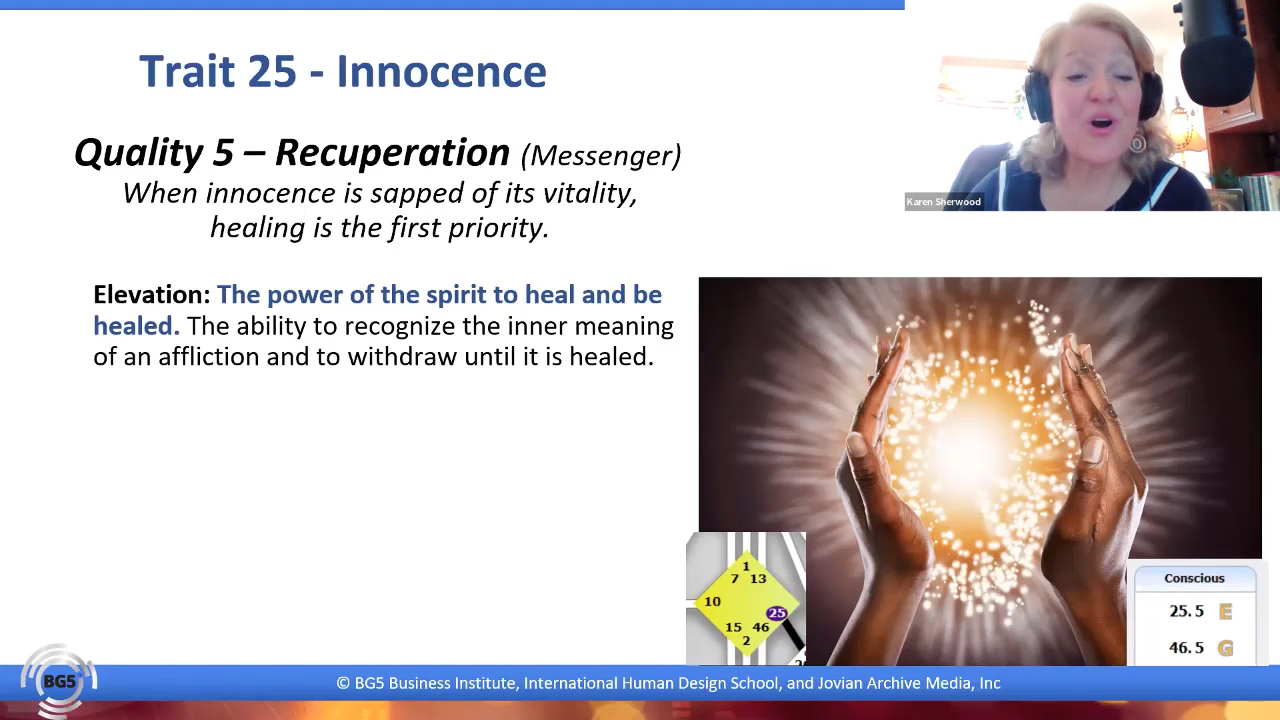 Trait 25 - Innocence
Karen Sherwood
Quality 5 – Recuperation (Messenger)
When innocence is sapped of its vitality,
healing is the first priority.
Elevation: The power of the spirit to heal and be
healed. The ability to recognize the inner meaning
of an affliction and to withdraw until it is healed.
1
7 13
10
25
15 46
2
Conscious
25.5 E
46.5 G
BG5
© BG5 Business Institute, International Human Design School, and Jovian Archive Media, Inc